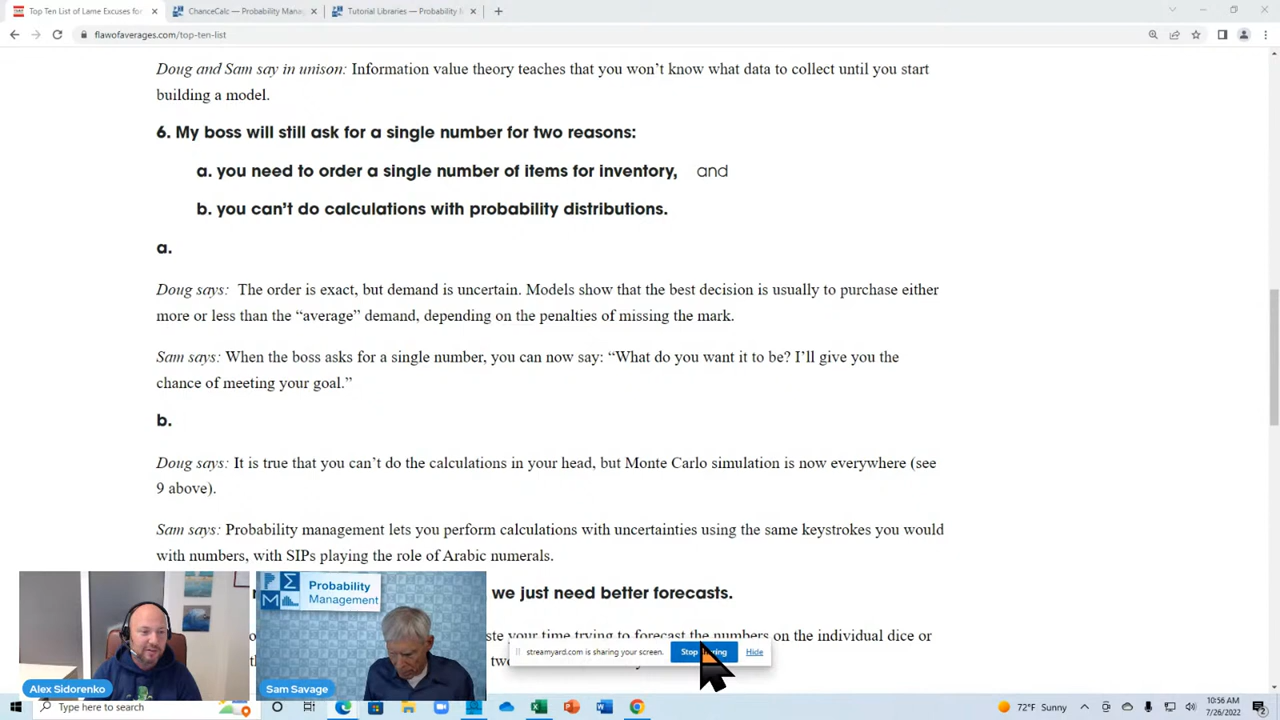 Top Ten List of Lame Excuses for
ChanceCalc — Probability Mana
Tutorial Libraries — Probability M
flawofaverages.com/top-ten-list
Doug and Sam say in unison: Information value theory teaches that you won't know what data to collect until you start
building a model.
6. My boss will still ask for a single number for two reasons:
a. you need to order a single number of items for inventory, and
b. you can't do calculations with probability distributions.
a.
Doug says: The order is exact, but demand is uncertain. Models show that the best decision is usually to purchase either
more or less than the “average” demand, depending on the penalties of missing the mark.
Sam says: When the boss asks for a single number, you can now say: “What do you want it to be? I'll give you the
chance of meeting your goal.”
b.
Doug says: It is true that you can't do the calculations in your head, but Monte Carlo simulation is now everywhere (see
9 above).
Sam says: Probability management lets you perform calculations with uncertainties using the same keystrokes you would
with numbers, with SIPs playing the role of Arabic numerals.
we just need better forecasts.
your time trying to forecast the numbers on the individual dice or
Probability
Management
streamyard.com is sharing your screen.
Stop
Hide
Alex Sidorenko
Sam Savage
Type here to search
72°F Sunny
10:56 AM
7/26/2022
2